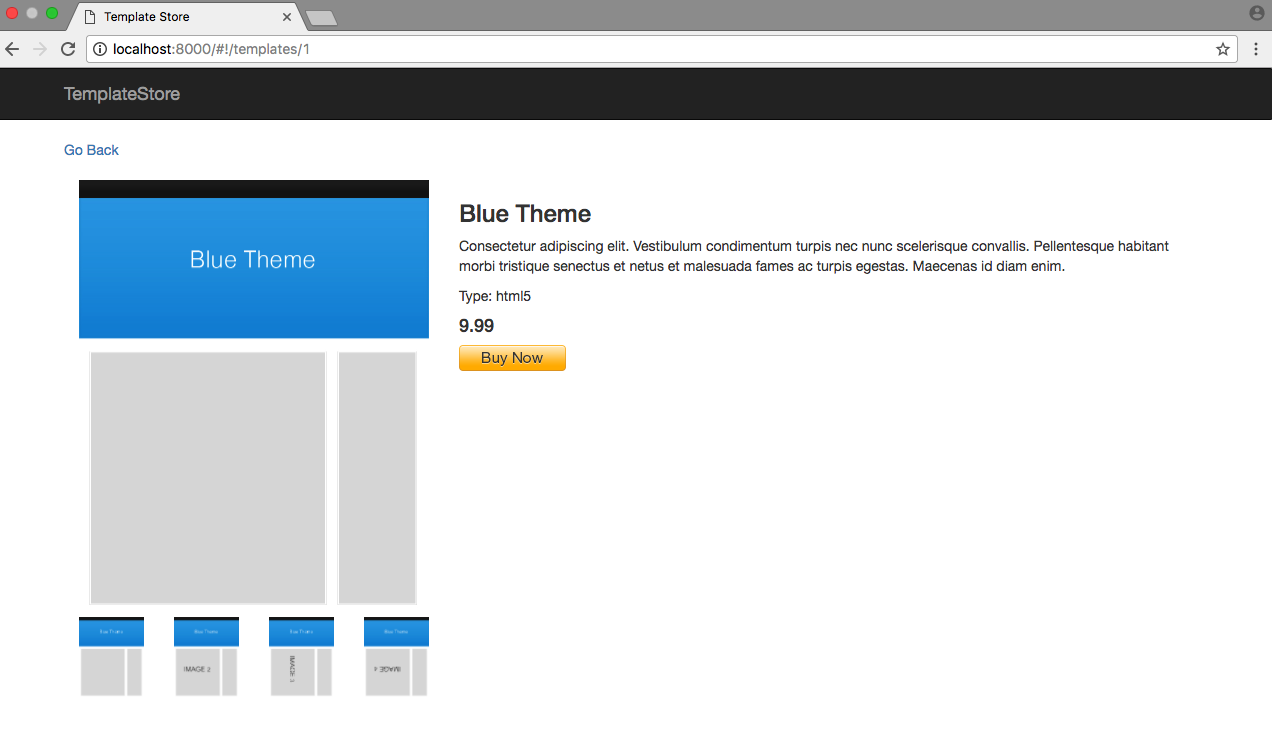 Template Store
localhost:8000/#!/templates/1
TemplateStore
Go Back
Blue Theme
Blue Theme
Consectetur adipiscing elit. Vestibulum condimentum turpis nec nunc scelerisque convallis. Pellentesque habitant
morbi tristique senectus et netus et malesuada fames ac turpis egestas. Maecenas id diam enim.
Type: html5
9.99
Buy Now
Blue Theme Blue Theme Blue Theme Blue Theme
IMAGE 2 IMAGE 3 IMAGE 4